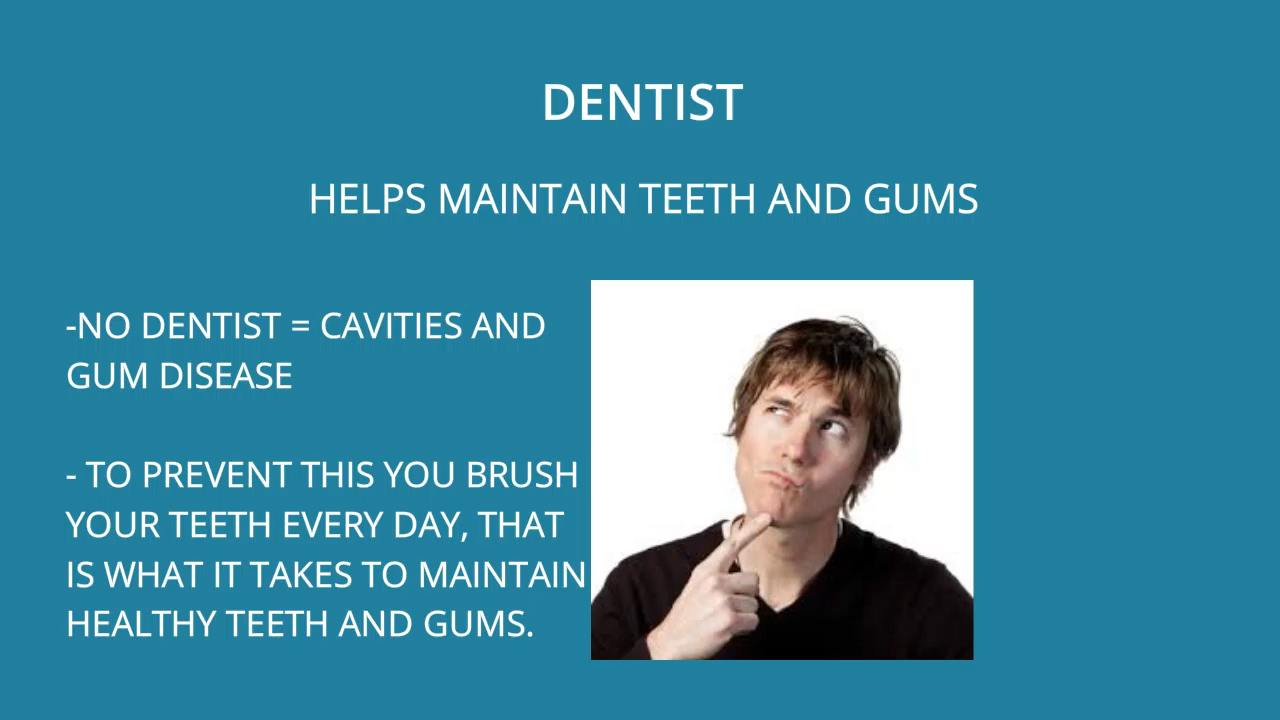 DENTIST
HELPS MAINTAIN TEETH AND GUMS
-NO DENTIST = CAVITIES AND
GUM DISEASE
- TO PREVENT THIS YOU BRUSH
YOUR TEETH EVERY DAY, THAT
IS WHAT IT TAKES TO MAINTAIN
HEALTHY TEETH AND GUMS.